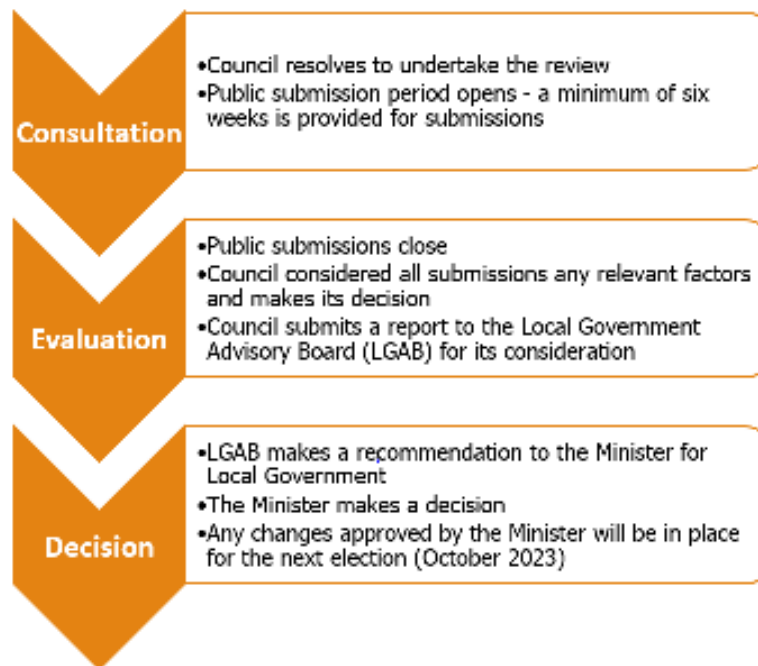 Consultation
•Council resolves to undertake the review
•Public submission period opens - a minimum of six
weeks is provided for submissions
Evaluation
•Public submissions close
•Council considered all submissions any relevant factors
and makes its decision
•Council submits a report to the Local Government
Advisory Board (LGAB) for its consideration
Decision
•LGAB makes a recommendation to the Minister for
Local Government
•The Minister makes a decision
•Any changes approved by the Minister will be in place
for the next election (October 2023)